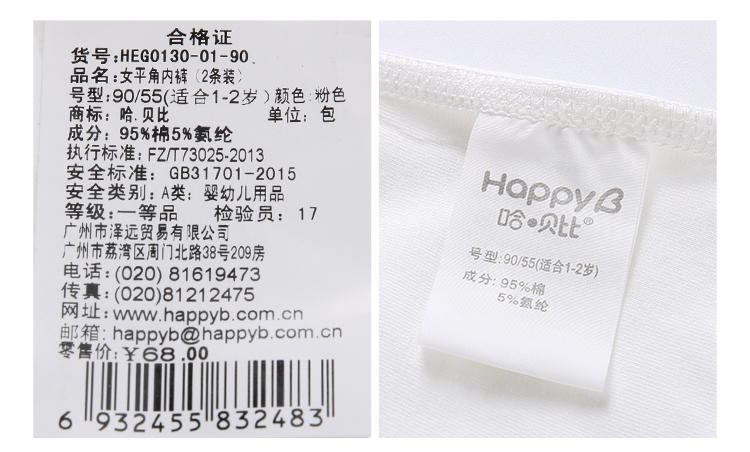 合格证
货号:HEG0130-01-90
品名:女平角内裤(2条装)
号型:90/55(适合1-2岁) 颜色:粉色
商标: 哈.贝比 单位: 包
成分: 95%棉5%氨纶
执行标准: FZ/T73025-2013
安全标准: GB31701-2015
安全类别: A类: 婴幼儿用品
等级:一等品 检验员: 17
广州市泽远贸易有限公司
广州市荔湾区周门北路38号209房
电话:(020) 81619473
传真:(020)81212475
网址:www.happyb.com.cn
邮箱:happyb@happyb.com.cn
零售价:¥68.00
6 932455 832483
HappyB
哈•贝比®
号型:90/55(适合1-2岁)
成分:95%棉
5%氨纶